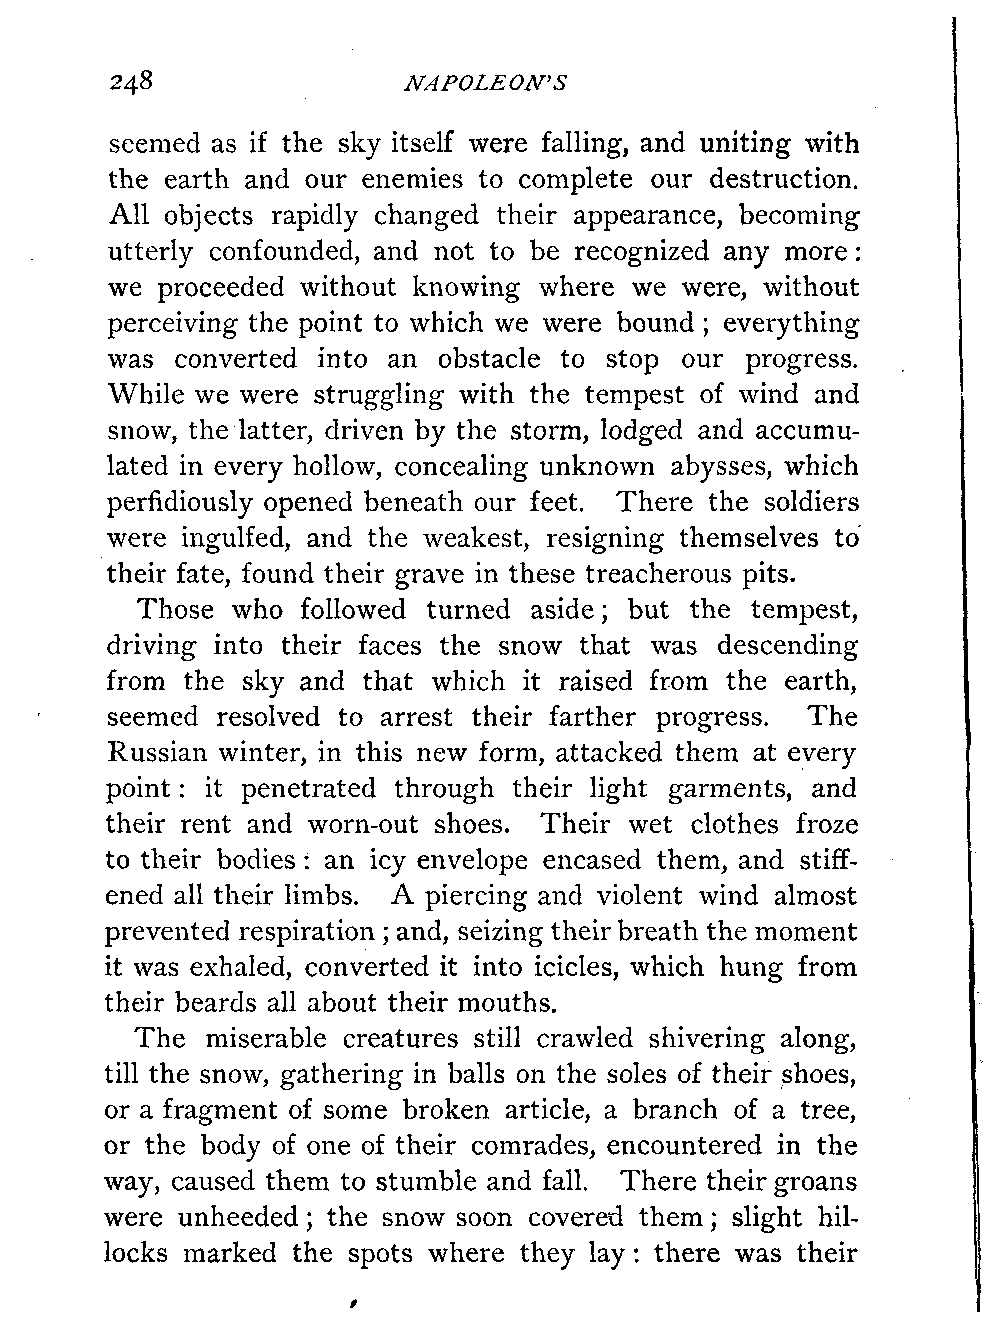 248 NAPOLEON'S
seemed as if the sky itself were falling, and uniting with
the earth and our enemies to complete our destruction.
All objects rapidly changed their appearance, becoming
utterly confounded, and not to be recognized any more :
we proceeded without knowing where we were, without
perceiving the point to which we were bound ; everything
was converted into an obstacle to stop our progress.
While we were struggling with the tempest of wind and
snow, the latter, driven by the storm, lodged and accumu-
lated in every hollow, concealing unknown abysses, which
perfidiously opened beneath our feet. There the soldiers
were ingulfed, and the weakest, resigning themselves to
their fate, found their grave in these treacherous pits.
Those who followed turned aside ; but the tempest,
driving into their faces the snow that was descending
from the sky and that which it raised from the earth,
seemed resolved to arrest their farther progress. The
Russian winter, in this new form, attacked them at every
point : it penetrated through their light garments, and
their rent and worn-out shoes. Their wet clothes froze
to their bodies : an icy envelope encased them, and stiff-
ened all their limbs. A piercing and violent wind almost
prevented respiration ; and, seizing their breath the moment
it was exhaled, converted it into icicles, which hung from
their beards all about their mouths.
The miserable creatures still crawled shivering along,
till the snow, gathering in balls on the soles of their shoes,
or a fragment of some broken article, a branch of a tree,
or the body of one of their comrades, encountered in the
way, caused them to stumble and fall. There their groans
were unheeded ; the snow soon covered them ; slight hil-
locks marked the spots where they lay : there was their